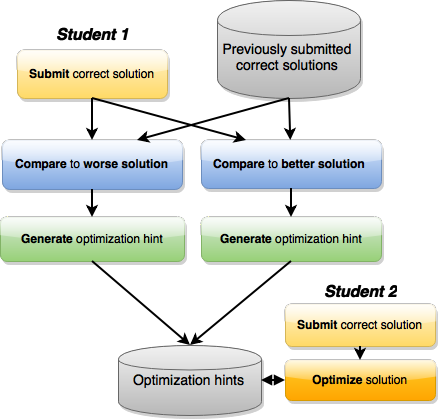 Student 1
Previously submitted
correct solutions
Submit correct solution
Compare to worse solution
Compare to better solution
Generate optimization hint
Generate optimization hint
Student 2
Submit correct solution
Optimization hints
Optimize solution